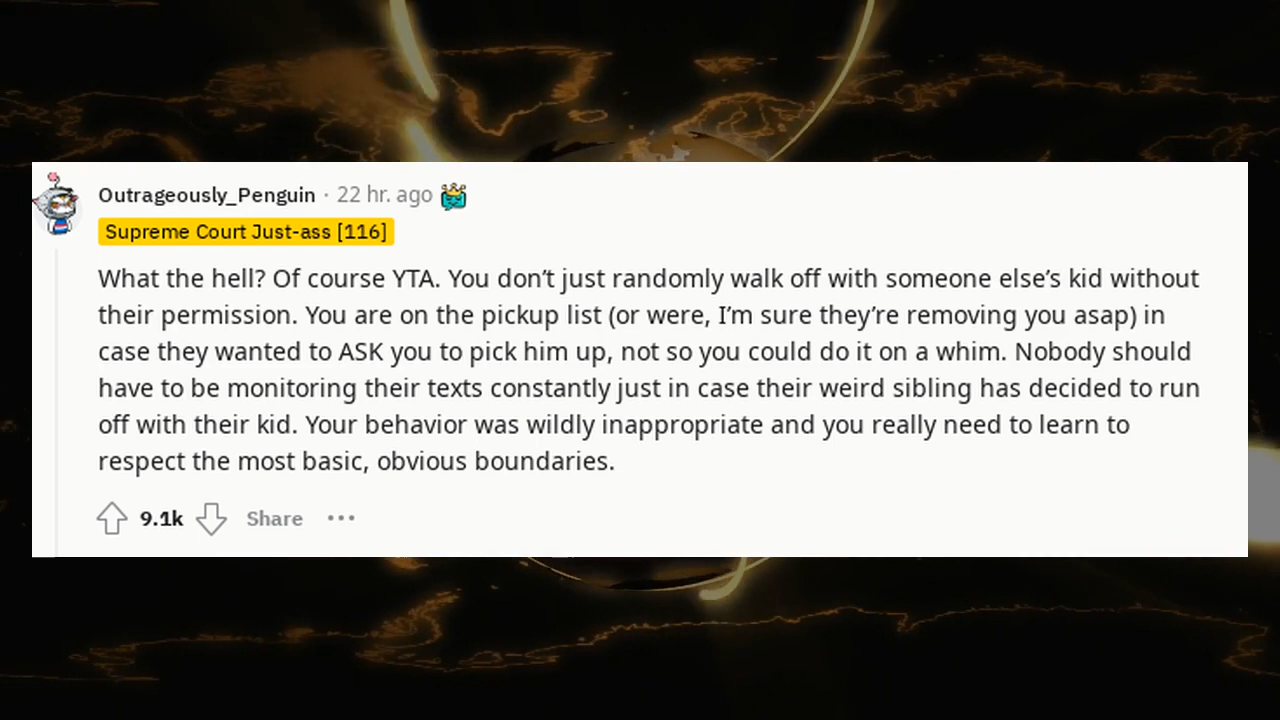 Outrageously_Penguin · 22 hr. ago
Supreme Court Just-ass [116]
What the hell? Of course YTA. You don’t just randomly walk off with someone else’s kid without
their permission. You are on the pickup list (or were, I’m sure they’re removing you asap) in
case they wanted to ASK you to pick him up, not so you could do it on a whim. Nobody should
have to be monitoring their texts constantly just in case their weird sibling has decided to run
off with their kid. Your behavior was wildly inappropriate and you really need to learn to
respect the most basic, obvious boundaries.
9.1k Share •••